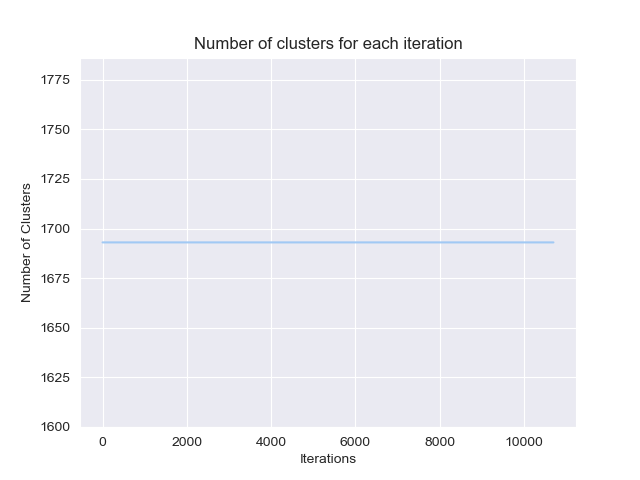 Number of clusters for each iteration
1775
1750
1725
1700
1675
1650
1625
1600
Number of Clusters
0 2000 4000 6000 8000 10000
Iterations